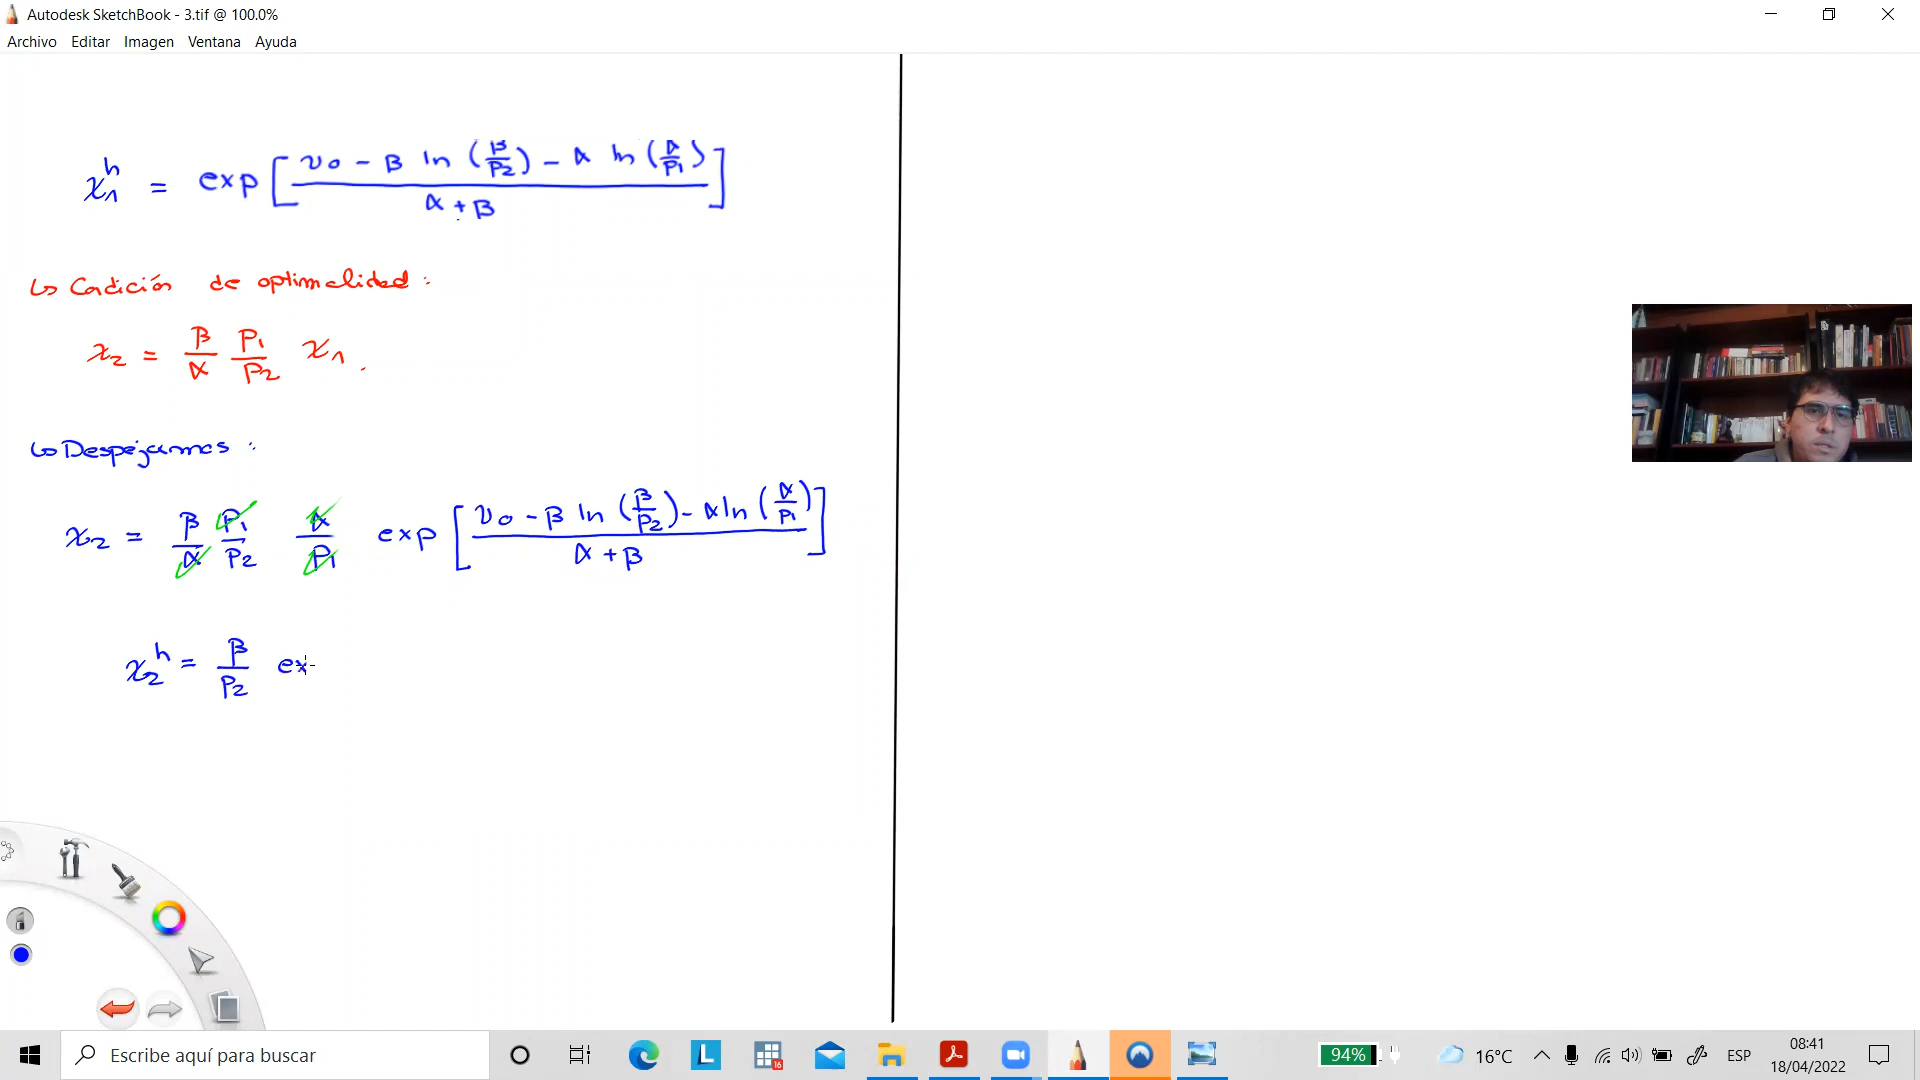 Autodesk SketchBook - 3.tif @ 100.0%
Archivo Editar Imagen Ventana Ayuda
x₁ʰ = exp [ (v₀ - β ln (β/P₂) - α ln (α/P₁)) / (α + β) ]
↳ Condición de optimalidad :
x₂ = β/α P₁/P₂ x₁ .
↳ Despejamos :
x₂ = β/α P₁/P₂ α/P₁ exp [ (v₀ - β ln (β/P₂) - α ln (α/P₁)) / (α + β) ]
x₂ʰ = β/P₂ ex
Escribe aquí para buscar
L
16
94%
16°C
ESP
08:41
18/04/2022